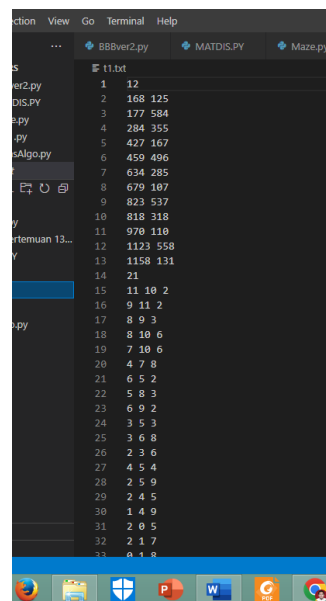 ection View Go Terminal Help
... BBBver2.py MATDIS.PY Maze.py
t1.txt
er2.py
DIS.PY
e.py
.py
sAlgo.py
ertemuan 13...
.py
1 12
2 168 125
3 177 584
4 284 355
5 427 167
6 459 496
7 634 285
8 679 107
9 823 537
10 818 318
11 970 110
12 1123 558
13 1158 131
14 21
15 11 10 2
16 9 11 2
17 8 9 3
18 8 10 6
19 7 10 6
20 4 7 8
21 6 5 2
22 5 8 3
23 6 9 2
24 3 5 3
25 3 6 8
26 2 3 6
27 4 5 4
28 2 5 9
29 2 4 5
30 1 4 9
31 2 0 5
32 2 1 7
33 0 1 8